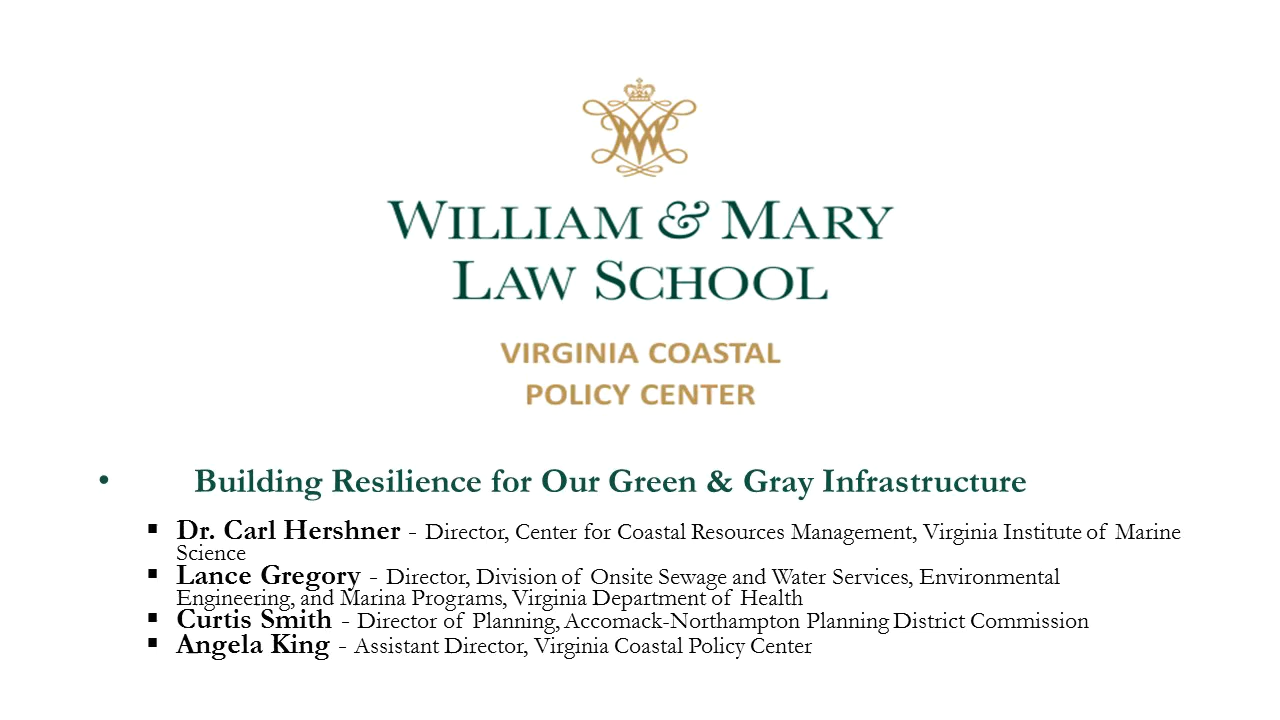 WILLIAM & MARY
LAW SCHOOL
VIRGINIA COASTAL
POLICY CENTER
• Building Resilience for Our Green & Gray Infrastructure
▪ Dr. Carl Hershner - Director, Center for Coastal Resources Management, Virginia Institute of Marine
Science
▪ Lance Gregory - Director, Division of Onsite Sewage and Water Services, Environmental
Engineering, and Marina Programs, Virginia Department of Health
▪ Curtis Smith - Director of Planning, Accomack-Northampton Planning District Commission
▪ Angela King - Assistant Director, Virginia Coastal Policy Center